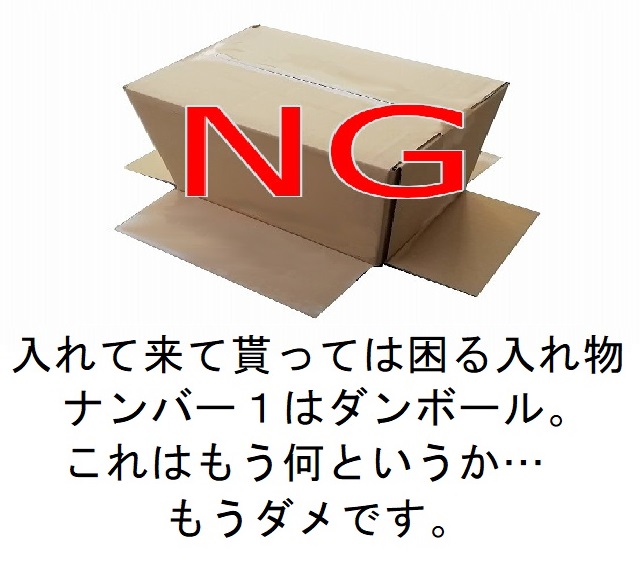 NG
入れて来て貰っては困る入れ物
ナンバー１はダンボール。
これはもう何というか…
もうダメです。